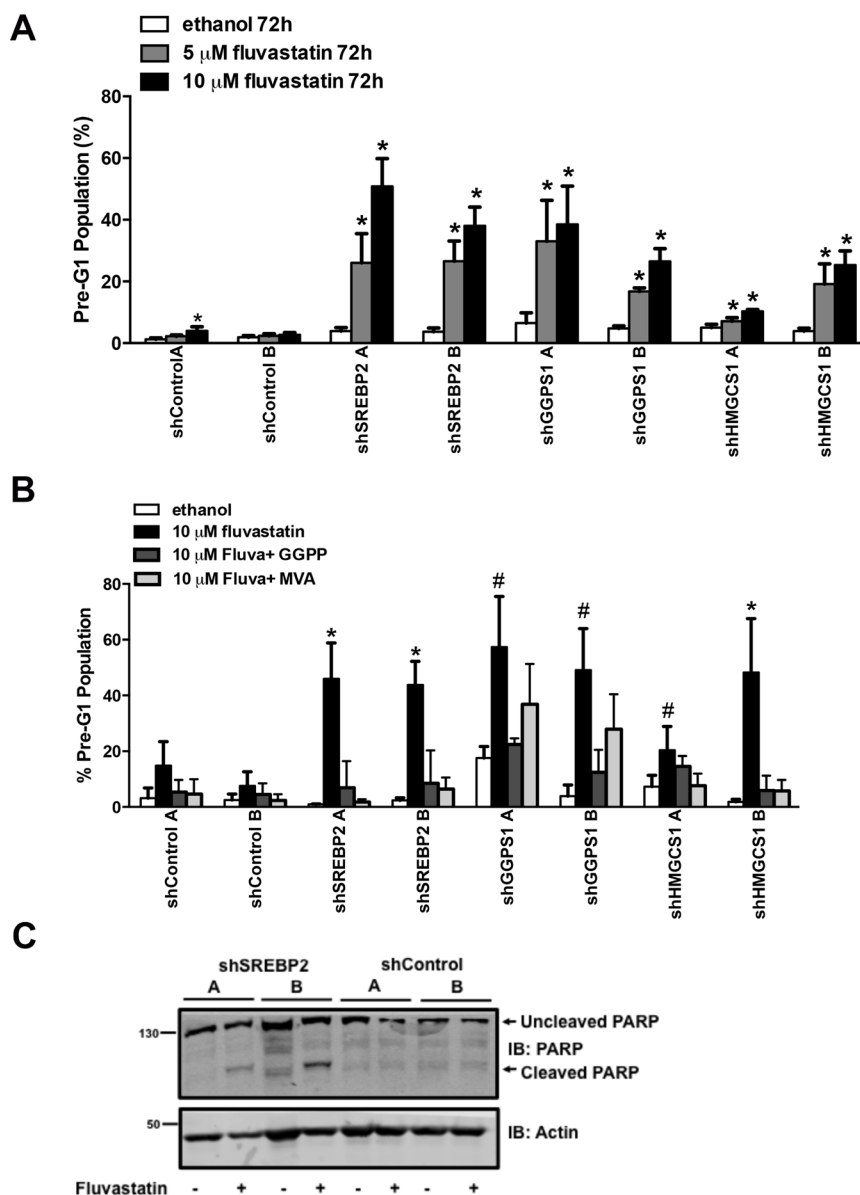 A
ethanol 72h
5 μM fluvastatin 72h
10 μM fluvastatin 72h
Pre-G1 Population (%)
80
60
40
20
0
*
* *
* *
* *
* *
* *
* *
shControlA
shControl B
shSREBP2 A
shSREBP2 B
shGGPS1 A
shGGPS1 B
shHMGCS1 A
shHMGCS1 B
B
ethanol
10 μM fluvastatin
10 μM Fluva+ GGPP
10 μM Fluva+ MVA
% Pre-G1 Population
80
60
40
20
0
* * # # # *
shControl A
shControl B
shSREBP2 A
shSREBP2 B
shGGPS1 A
shGGPS1 B
shHMGCS1 A
shHMGCS1 B
C
shSREBP2 shControl
A B A B
130
Uncleaved PARP
IB: PARP
Cleaved PARP
50
IB: Actin
Fluvastatin - + - + - + - +